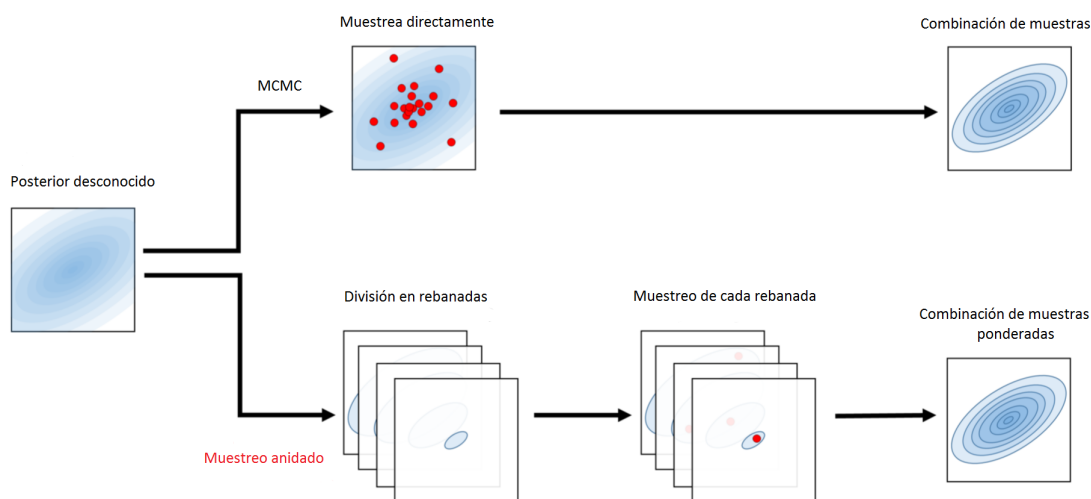 Muestrea directamente
Combinación de muestras
MCMC
Posterior desconocido
División en rebanadas
Muestreo de cada rebanada
Combinación de muestras
ponderadas
Muestreo anidado